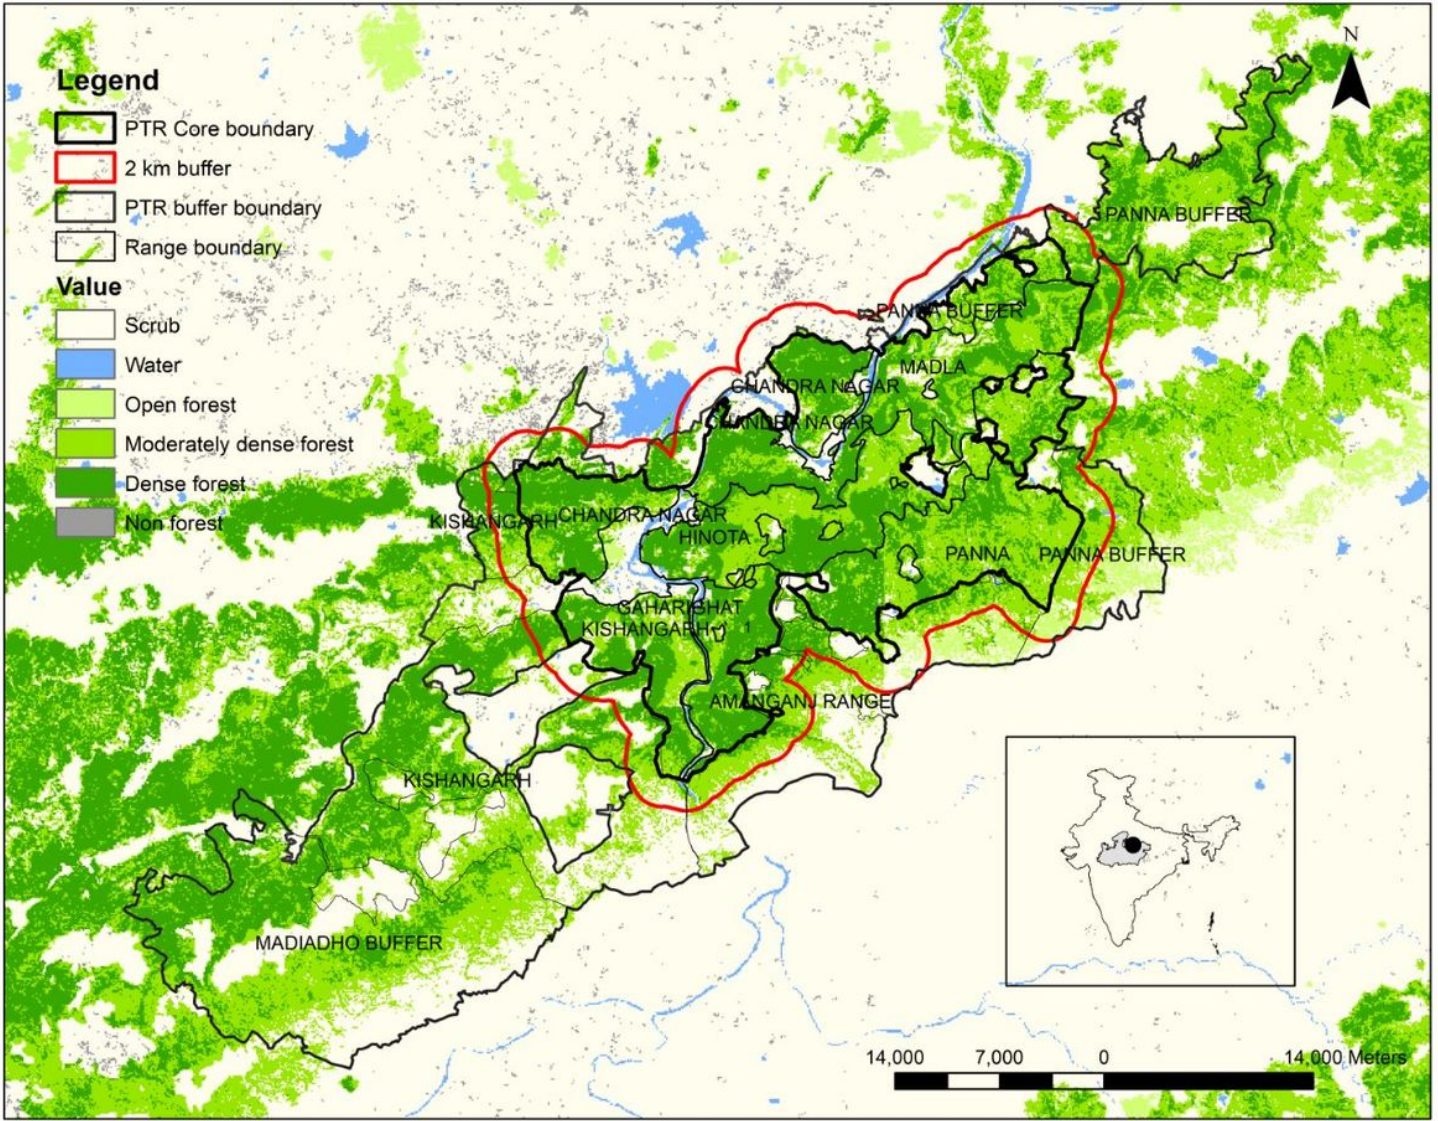 N
Legend
PTR Core boundary
2 km buffer
PTR buffer boundary
Range boundary
Value
Scrub
Water
Open forest
Moderately dense forest
Dense forest
Non forest
PANNA BUFFER
PANNA BUFFER
MADLA
CHANDRA NAGAR
CHANDRA NAGAR
KISHANGARH
CHANDRA NAGAR
HINOTA
PANNA
PANNA BUFFER
GAHARIGHAT
KISHANGARH
1
AMANGANJ RANGE
KISHANGARH
MADIADHO BUFFER
14,000 7,000 0 14,000 Meters